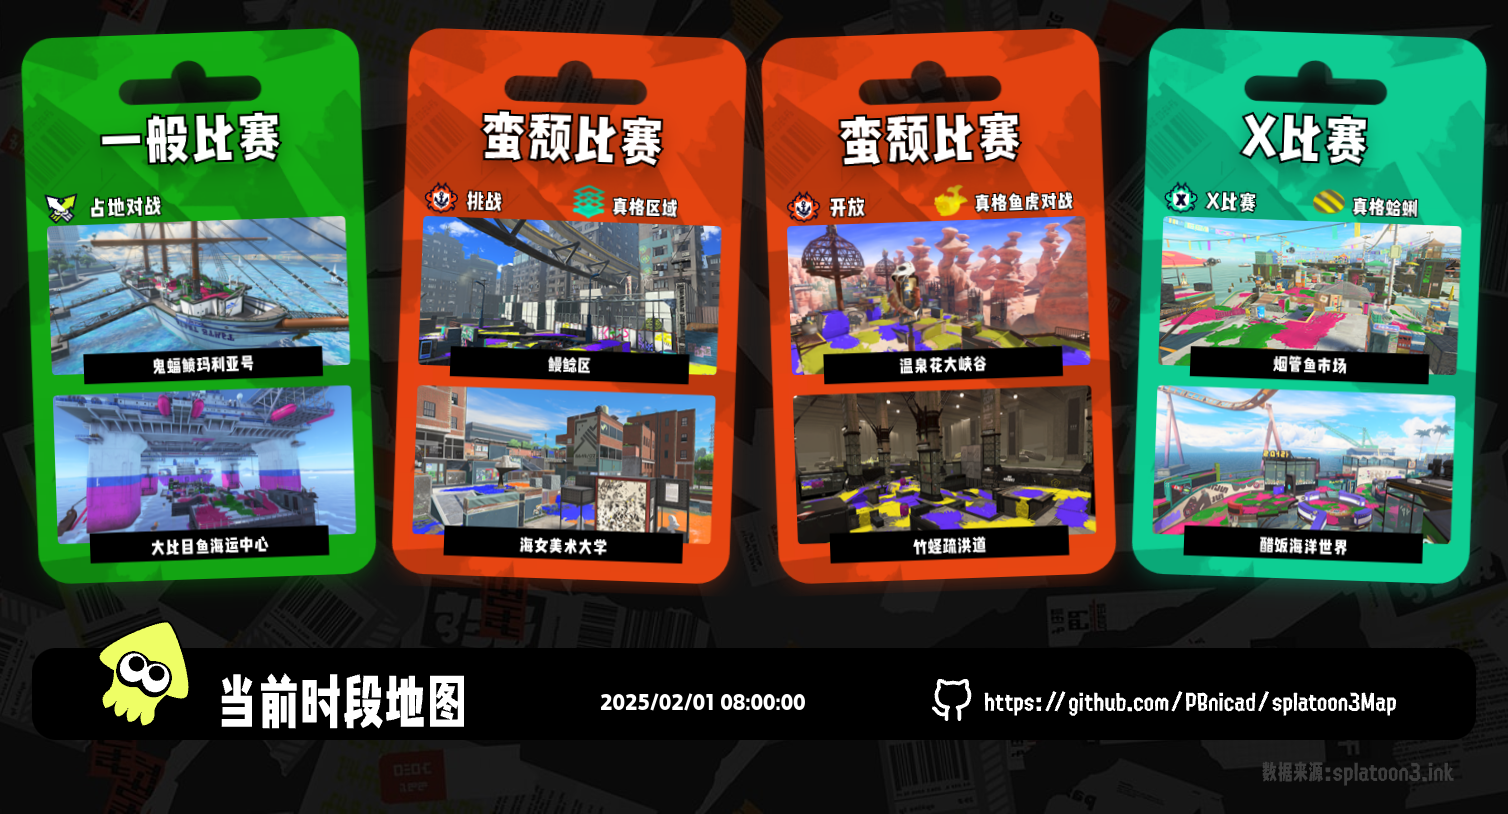 一般比赛
占地对战
鬼蝠鲼玛利亚号
大比目鱼海运中心
蛮颓比赛
挑战
真格区域
鳗鲶区
海女美术大学
蛮颓比赛
开放
真格鱼虎对战
温泉花大峡谷
竹蛏疏洪道
X比赛
X比赛
真格蛤蜊
烟管鱼市场
醋饭海洋世界
当前时段地图
2025/02/01 08:00:00
https://github.com/PBnicad/splatoon3Map
数据来源:splatoon3.ink